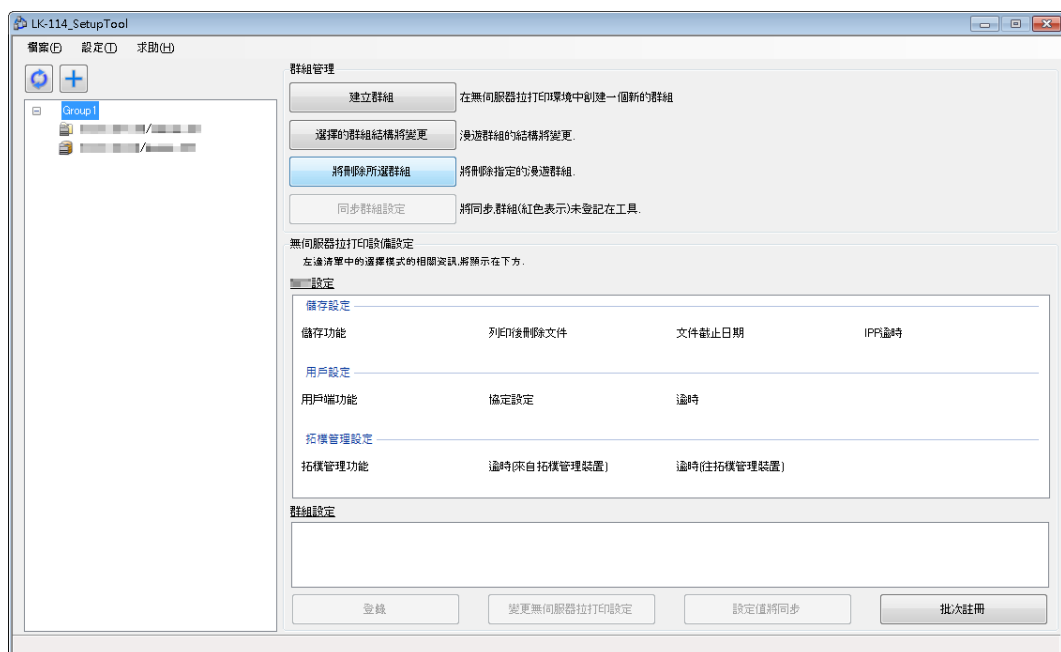 LK-114_SetupTool
檔案(F) 設定(T) 求助(H)
Group1
群組管理
建立群組 在無伺服器拉打印環境中創建一個新的群組
選擇的群組結構將變更 漫遊群組的結構將變更.
將刪除所選群組 將刪除指定的漫遊群組.
同步群組設定 將同步,群組(紅色表示)未登記在工具.
無伺服器拉打印設備設定
左邊清單中的選擇模式的相關資訊,將顯示在下方.
設定
儲存設定
儲存功能 列印後刪除文件 文件截止日期 IPP逾時
用戶設定
用戶端功能 協定設定 逾時
拓樸管理設定
拓樸管理功能 逾時(來自拓樸管理裝置) 逾時(往拓樸管理裝置)
群組設定
登錄 變更無伺服器拉打印設定 設定值將同步 批次註冊